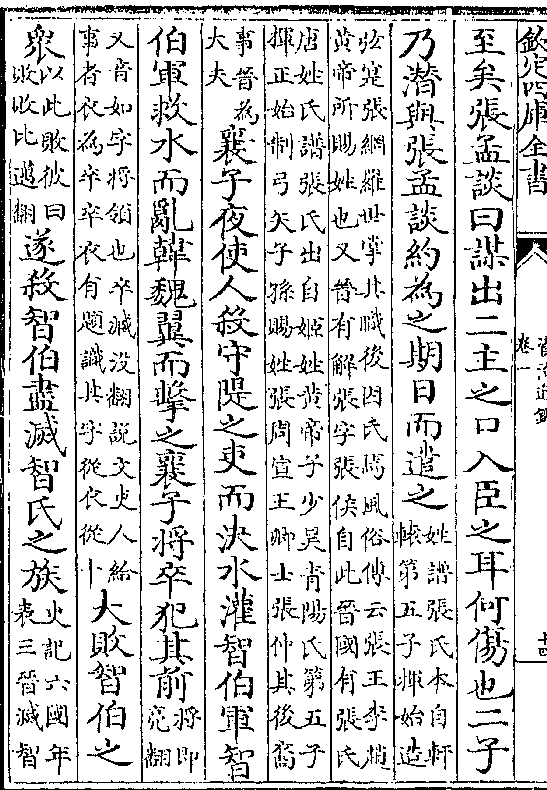 欽定四庫全書
資治通鑑
卷一
十四
至矣張孟談曰謀出二主之口入臣之耳何傷也二子
乃潛與張孟談約為之期日而遣之
姓譜張氏本自軒
轅第五子揮始造
弦寔張網羅世掌其職後因氏焉風俗傳云張王李趙
黃帝所賜姓也又晉有解張字張侯自此晉國有張氏
唐姓氏譜張氏出自姬姓黃帝子少昊青陽氏第五子
揮正始制弓矢子孫賜姓張周宣王卿士張仲其後裔
事晉為
大夫
襄子夜使人殺守隄之吏而決水灌智伯軍智
伯軍救水而亂韓魏翼而擊之襄子將卒犯其前
將即
亮翻
又音如字將領也卒臧沒翻說文吏人給
事者衣為卒卒衣有題識其字從衣從十
大敗智伯之
衆
以此敗彼曰
敗敗比邁翻
遂殺智伯盡滅智氏之族
史記六國年
表三晉滅智